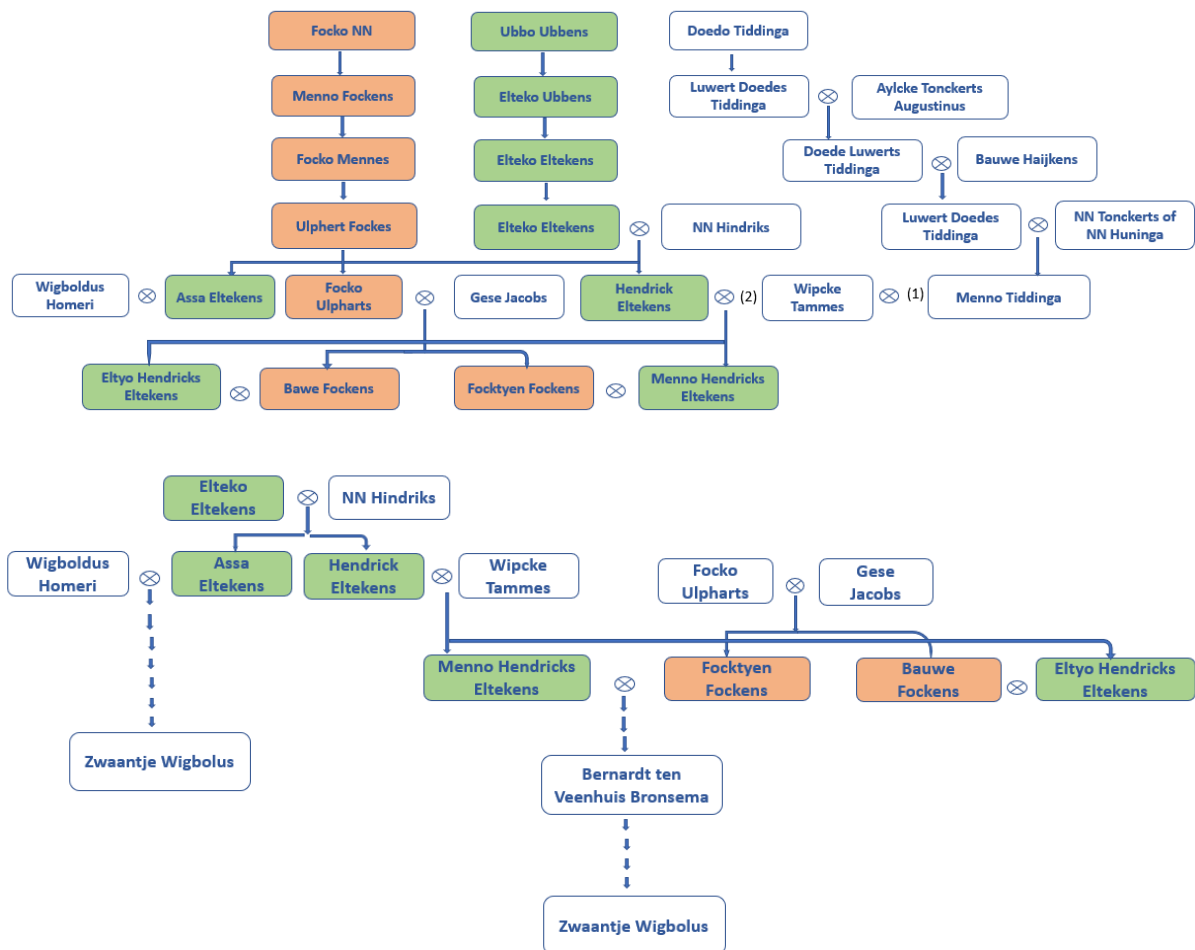 Focko NN
Ubbo Ubbens
Doedo Tiddinga
Menno Fockens
Elteko Ubbens
Luwert Doedes
Tiddinga
Aylcke Tonckerts
Augustinus
Focko Mennes
Elteko Eltekens
Doede Luwerts
Tiddinga
Bauwe Haijkens
Ulphert Fockes
Elteko Eltekens
NN Hindriks
Luwert Doedes
Tiddinga
NN Tonckerts of
NN Huninga
Wigboldus
Homeri
Assa Eltekens
Focko
Ulpharts
Gese Jacobs
Hendrick
Eltekens
(2)
Wipcke
Tammes
(1)
Menno Tiddinga
Eltyo Hendricks
Eltekens
Bawe Fockens
Focktyen Fockens
Menno Hendricks
Eltekens
Elteko
Eltekens
NN Hindriks
Wigboldus
Homeri
Assa
Eltekens
Hendrick
Eltekens
Wipcke
Tammes
Focko
Ulpharts
Gese
Jacobs
Menno Hendricks
Eltekens
Focktyen
Fockens
Bauwe
Fockens
Eltyo Hendricks
Eltekens
Zwaantje Wigbolus
Bernardt ten
Veenhuis Bronsema
Zwaantje Wigbolus